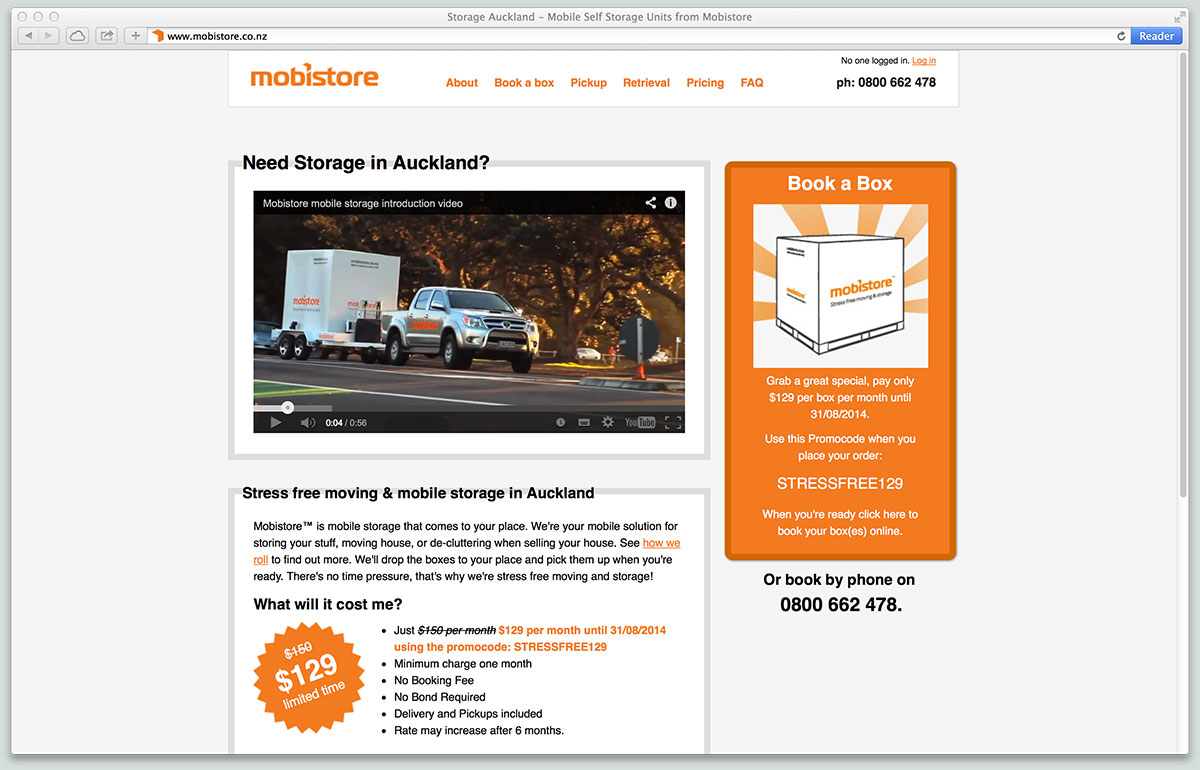 Storage Auckland – Mobile Self Storage Units from Mobistore
www.mobistore.co.nz
Reader
No one logged in. Log in
mobistore
About Book a box Pickup Retrieval Pricing FAQ
ph: 0800 662 478
Need Storage in Auckland?
Mobistore mobile storage introduction video
mobistore
mobistore
0:04 / 0:56
YouTube
Stress free moving & mobile storage in Auckland
Mobistore™ is mobile storage that comes to your place. We're your mobile solution for
storing your stuff, moving house, or de-cluttering when selling your house. See how we
roll to find out more. We'll drop the boxes to your place and pick them up when you're
ready. There's no time pressure, that's why we're stress free moving and storage!
What will it cost me?
$150
$129
limited time
Just $150 per month $129 per month until 31/08/2014
using the promocode: STRESSFREE129
Minimum charge one month
No Booking Fee
No Bond Required
Delivery and Pickups included
Rate may increase after 6 months.
Book a Box
mobistore
mobistore™
Stress free moving & storage
Grab a great special, pay only
$129 per box per month until
31/08/2014.
Use this Promocode when you
place your order:
STRESSFREE129
When you're ready click here to
book your box(es) online.
Or book by phone on
0800 662 478.